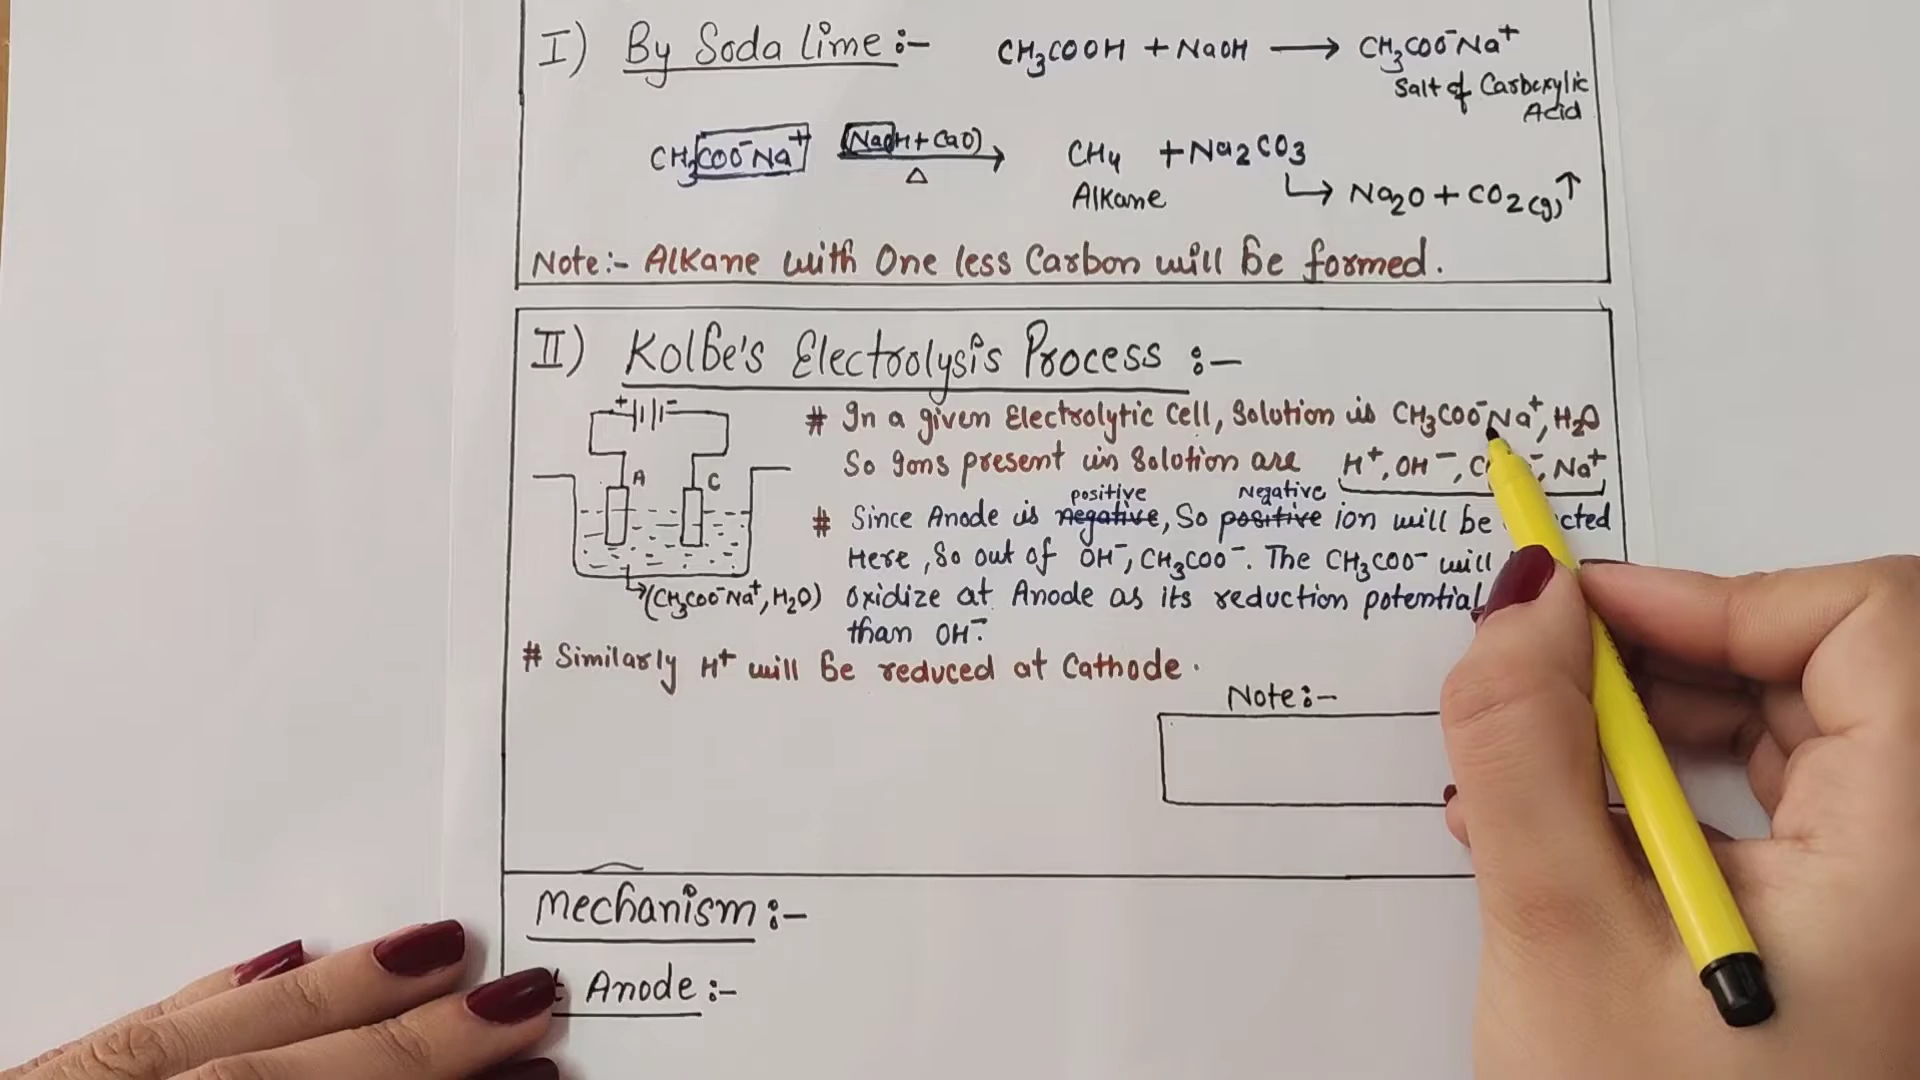 I) By Soda lime :- CH3COOH + NaOH ⟶ CH3COO⁻Na⁺
Salt of Carboxylic
Acid
CH3COO⁻Na⁺ (NaOH + CaO) ⟶ CH4 + Na2CO3
Δ
Alkane ↳ Na2O + CO2(g)↑
Note:- Alkane with One less Carbon will be formed.
II) Kolbe's Electrolysis Process :-
+ -
A C
(CH3COO⁻Na⁺, H2O)
# In a given Electrolytic Cell, Solution is CH3COO⁻Na⁺, H2O
So Ions present in Solution are H⁺, OH⁻, Na⁺
positive Negative
# Since Anode is negative, So positive ion will be
Here, So out of OH⁻, CH3COO⁻. The CH3COO⁻ will
oxidize at Anode as its reduction potential
than OH⁻.
# Similarly H⁺ will be reduced at Cathode.
Note:-
Mechanism :-
Anode :-